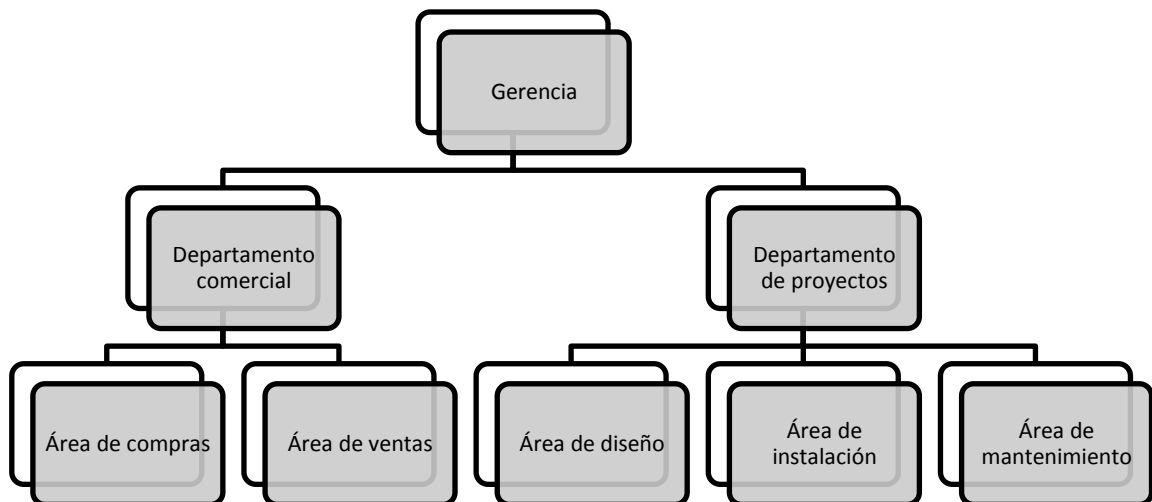 Gerencia
Departamento
comercial
Departamento
de proyectos
Área de compras
Área de ventas
Área de diseño
Área de
instalación
Área de
mantenimiento